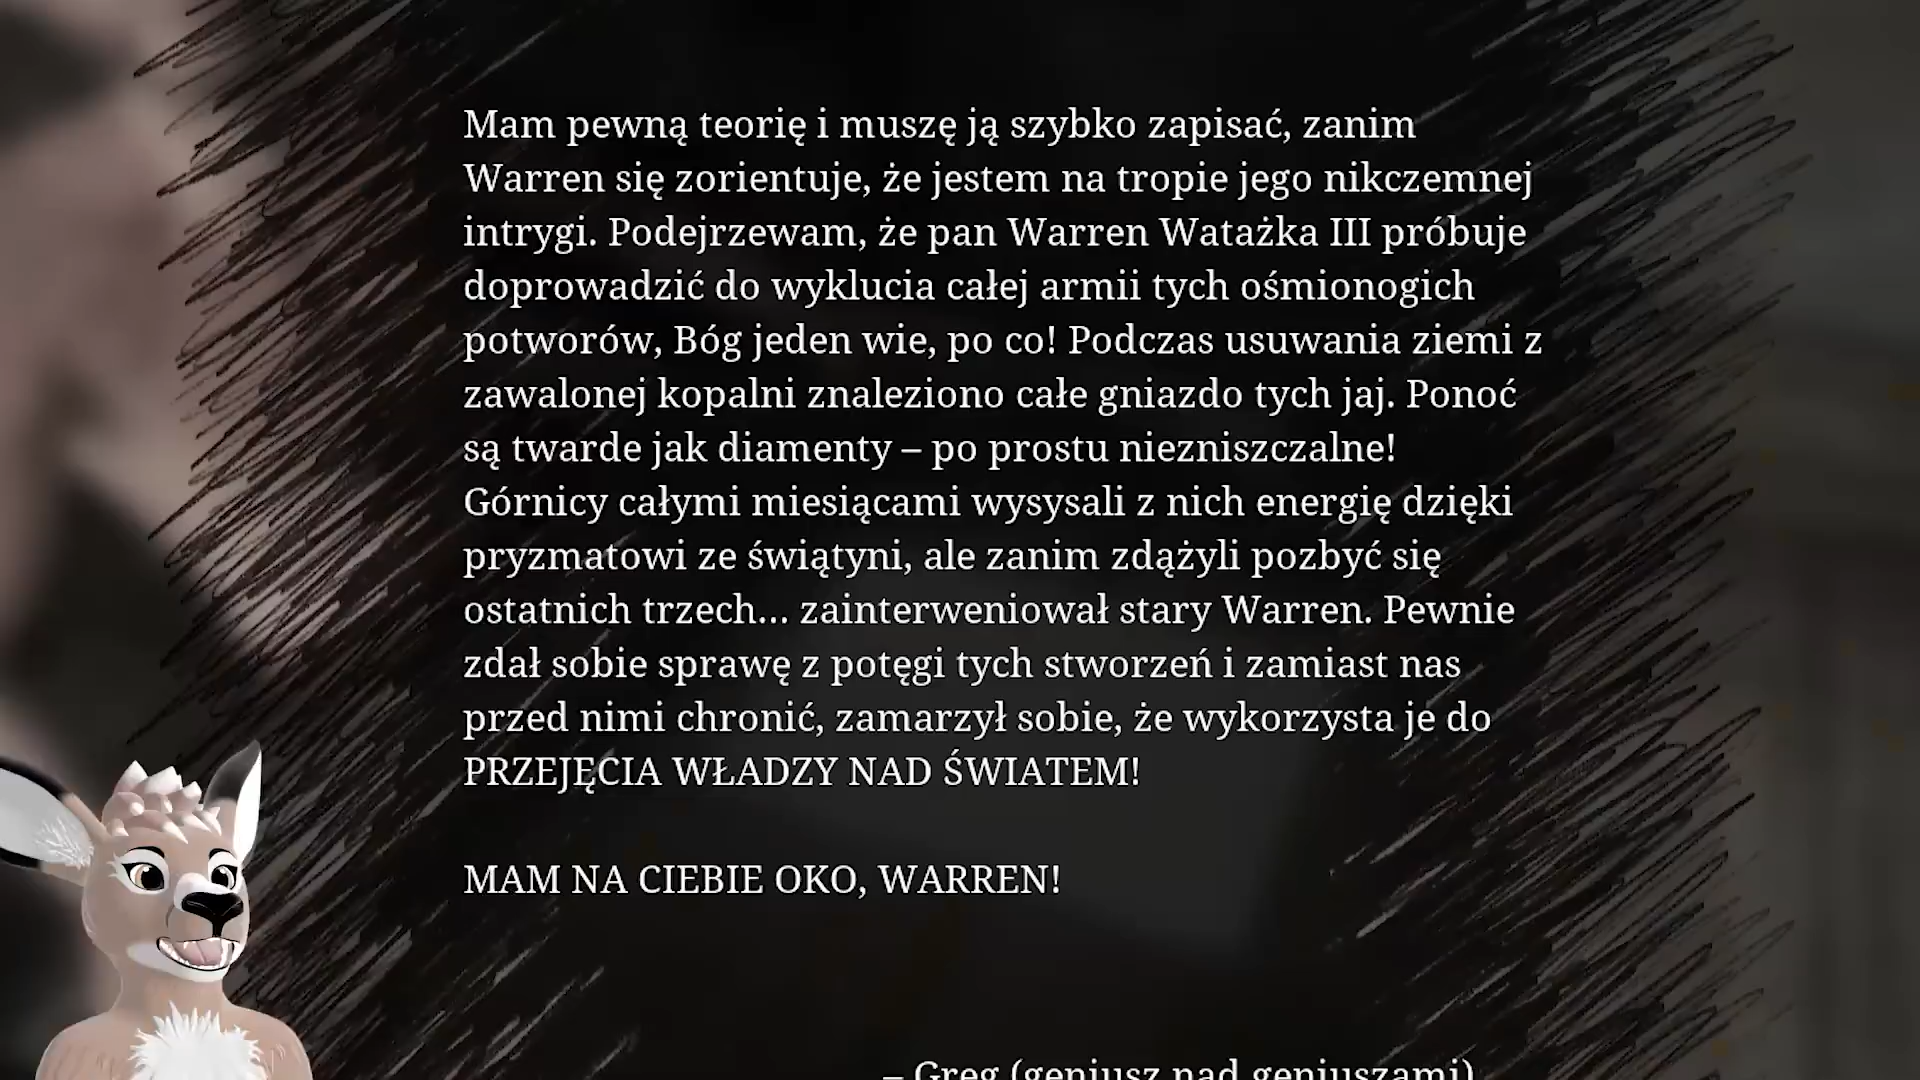 Mam pewną teorię i muszę ją szybko zapisać, zanim
Warren się zorientuje, że jestem na tropie jego nikczemnej
intrygi. Podejrzewam, że pan Warren Watażka III próbuje
doprowadzić do wyklucia całej armii tych ośmionogich
potworów, Bóg jeden wie, po co! Podczas usuwania ziemi z
zawalonej kopalni znaleziono całe gniazdo tych jaj. Ponoć
są twarde jak diamenty – po prostu niezniszczalne!
Górnicy całymi miesiącami wysysali z nich energię dzięki
pryzmatowi ze świątyni, ale zanim zdążyli pozbyć się
ostatnich trzech... zainterweniował stary Warren. Pewnie
zdał sobie sprawę z potęgi tych stworzeń i zamiast nas
przed nimi chronić, zamarzył sobie, że wykorzysta je do
PRZEJĘCIA WŁADZY NAD ŚWIATEM!
MAM NA CIEBIE OKO, WARREN!
– Greg (geniusz nad geniuszami)